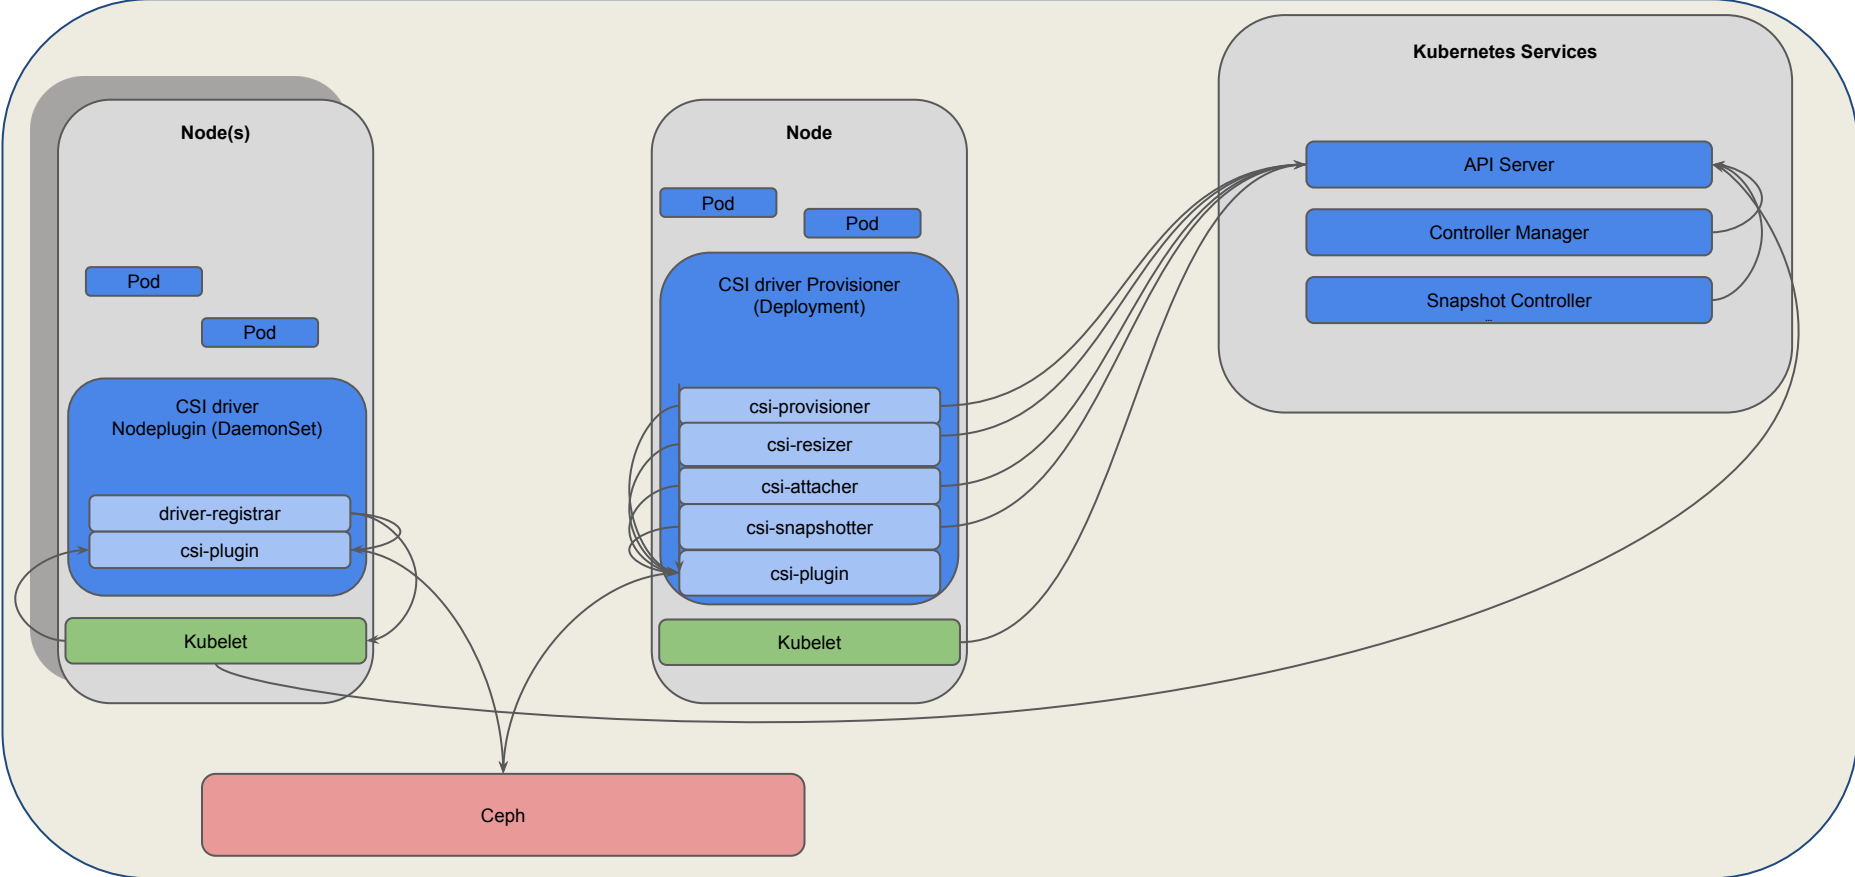 Node(s)
Pod
Pod
CSI driver
Nodeplugin (DaemonSet)
driver-registrar
csi-plugin
Kubelet
Node
Pod
Pod
CSI driver Provisioner
(Deployment)
csi-provisioner
csi-resizer
csi-attacher
csi-snapshotter
csi-plugin
Kubelet
Kubernetes Services
API Server
Controller Manager
Snapshot Controller
...
Ceph